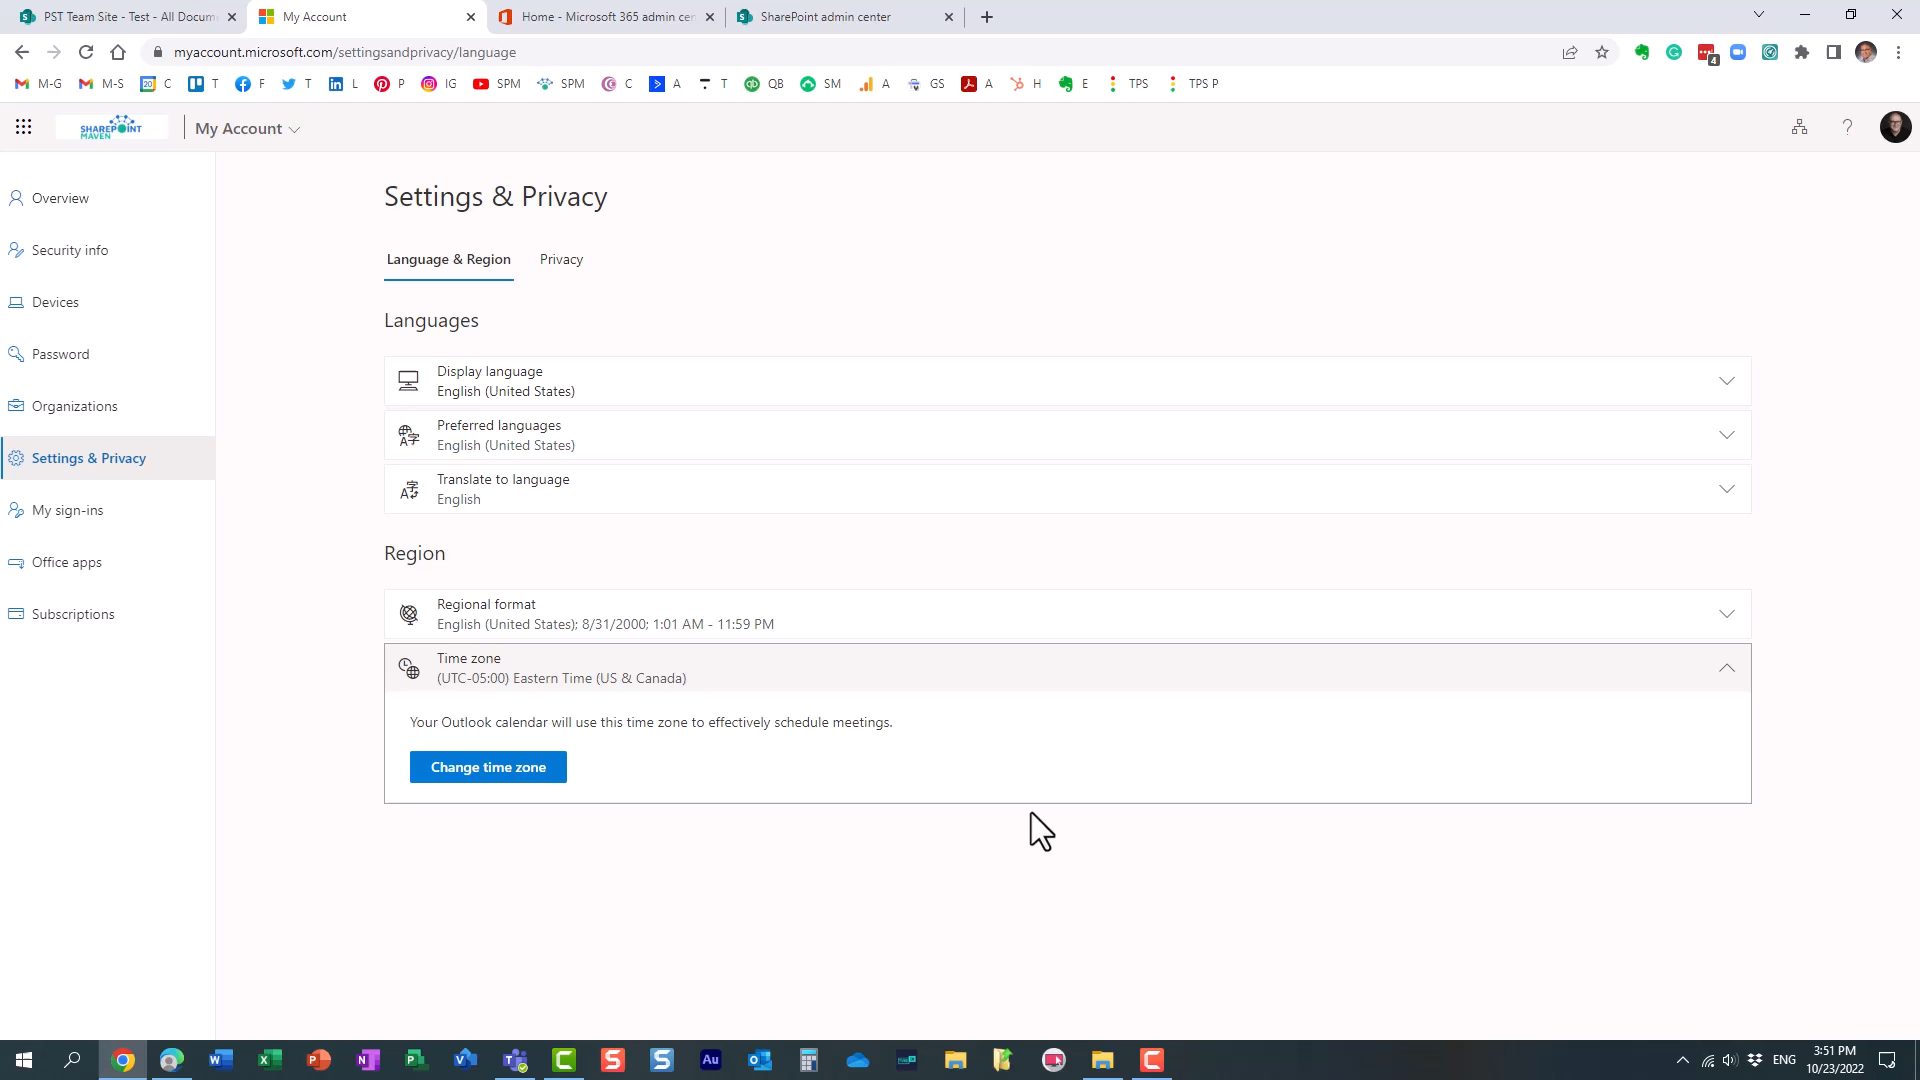 PST Team Site - Test - All Docum
My Account
Home - Microsoft 365 admin cen
SharePoint admin center
myaccount.microsoft.com/settingsandprivacy/language
4
M-G
M-S
20
C
T
F
T
L
P
IG
SPM
SPM
C
A
T
QB
SM
A
GS
A
H
E
TPS
TPS P
SHAREPOINT
MAVEN
My Account
?
Overview
Security info
Devices
Password
Organizations
Settings & Privacy
My sign-ins
Office apps
Subscriptions
Settings & Privacy
Language & Region
Privacy
Languages
Display language
English (United States)
Preferred languages
English (United States)
Translate to language
English
Region
Regional format
English (United States); 8/31/2000; 1:01 AM - 11:59 PM
Time zone
(UTC-05:00) Eastern Time (US & Canada)
Your Outlook calendar will use this time zone to effectively schedule meetings.
Change time zone
ENG
3:51 PM
10/23/2022